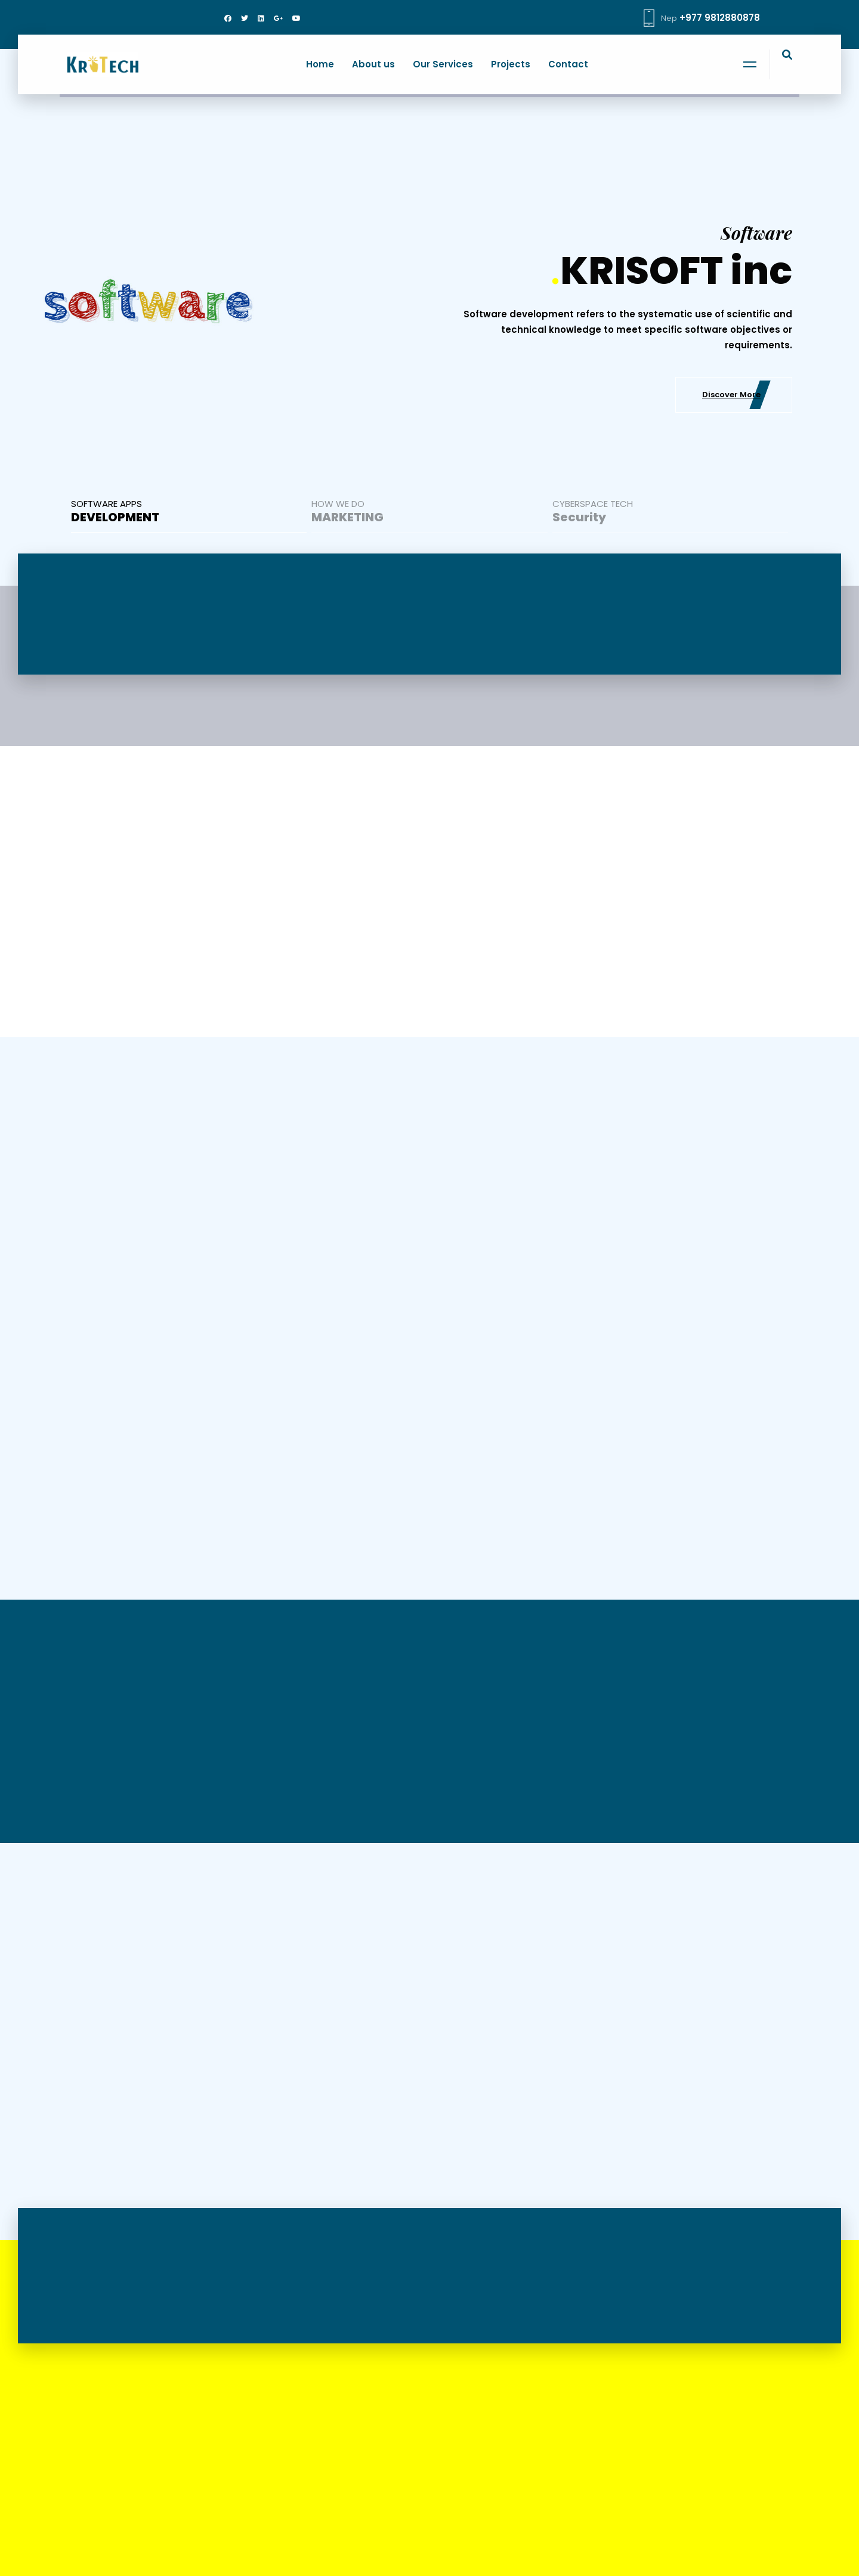 Nep +977 9812880878
KRITECH
Home About us Our Services Projects Contact
Software
.KRISOFT inc
software
Software development refers to the systematic use of scientific and
technical knowledge to meet specific software objectives or
requirements.
Discover More
SOFTWARE APPS
DEVELOPMENT
HOW WE DO
MARKETING
CYBERSPACE TECH
Security